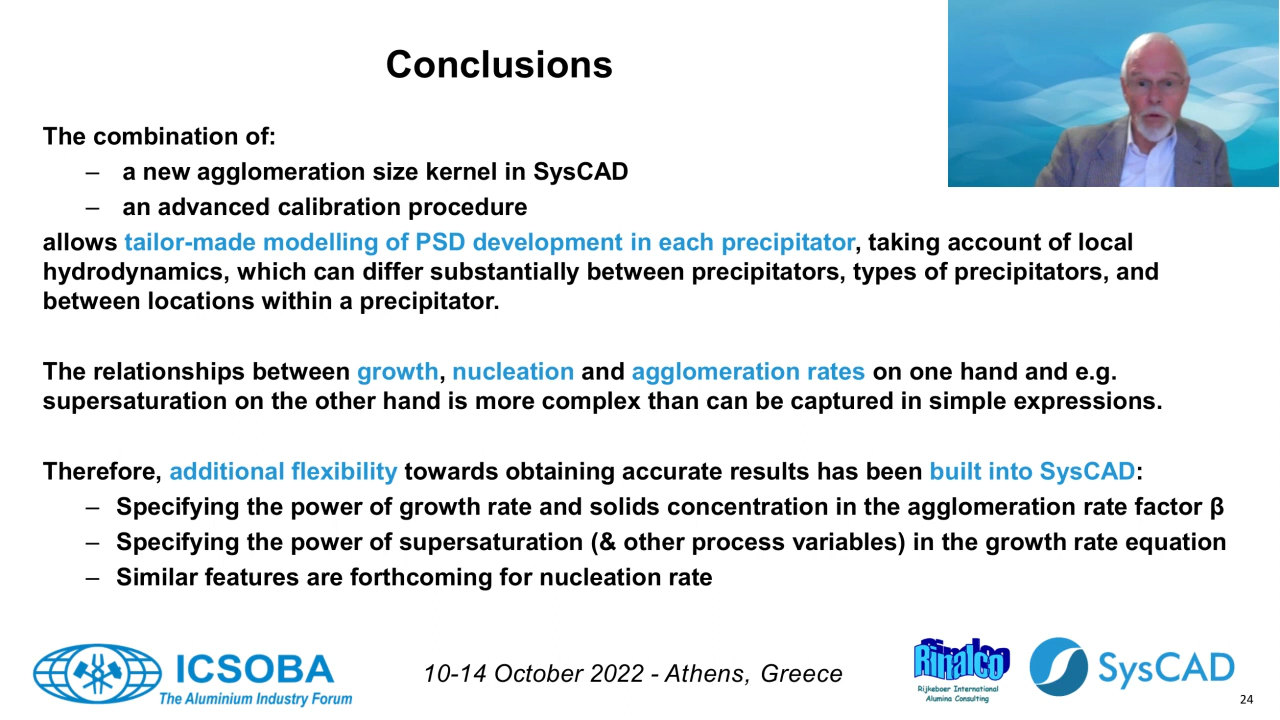 Conclusions
The combination of:
– a new agglomeration size kernel in SysCAD
– an advanced calibration procedure
allows tailor-made modelling of PSD development in each precipitator, taking account of local
hydrodynamics, which can differ substantially between precipitators, types of precipitators, and
between locations within a precipitator.
The relationships between growth, nucleation and agglomeration rates on one hand and e.g.
supersaturation on the other hand is more complex than can be captured in simple expressions.
Therefore, additional flexibility towards obtaining accurate results has been built into SysCAD:
– Specifying the power of growth rate and solids concentration in the agglomeration rate factor β
– Specifying the power of supersaturation (& other process variables) in the growth rate equation
– Similar features are forthcoming for nucleation rate
ICSOBA
The Aluminium Industry Forum
10-14 October 2022 - Athens, Greece
Rinalco
Rijkeboer International
Alumina Consulting
SysCAD
24